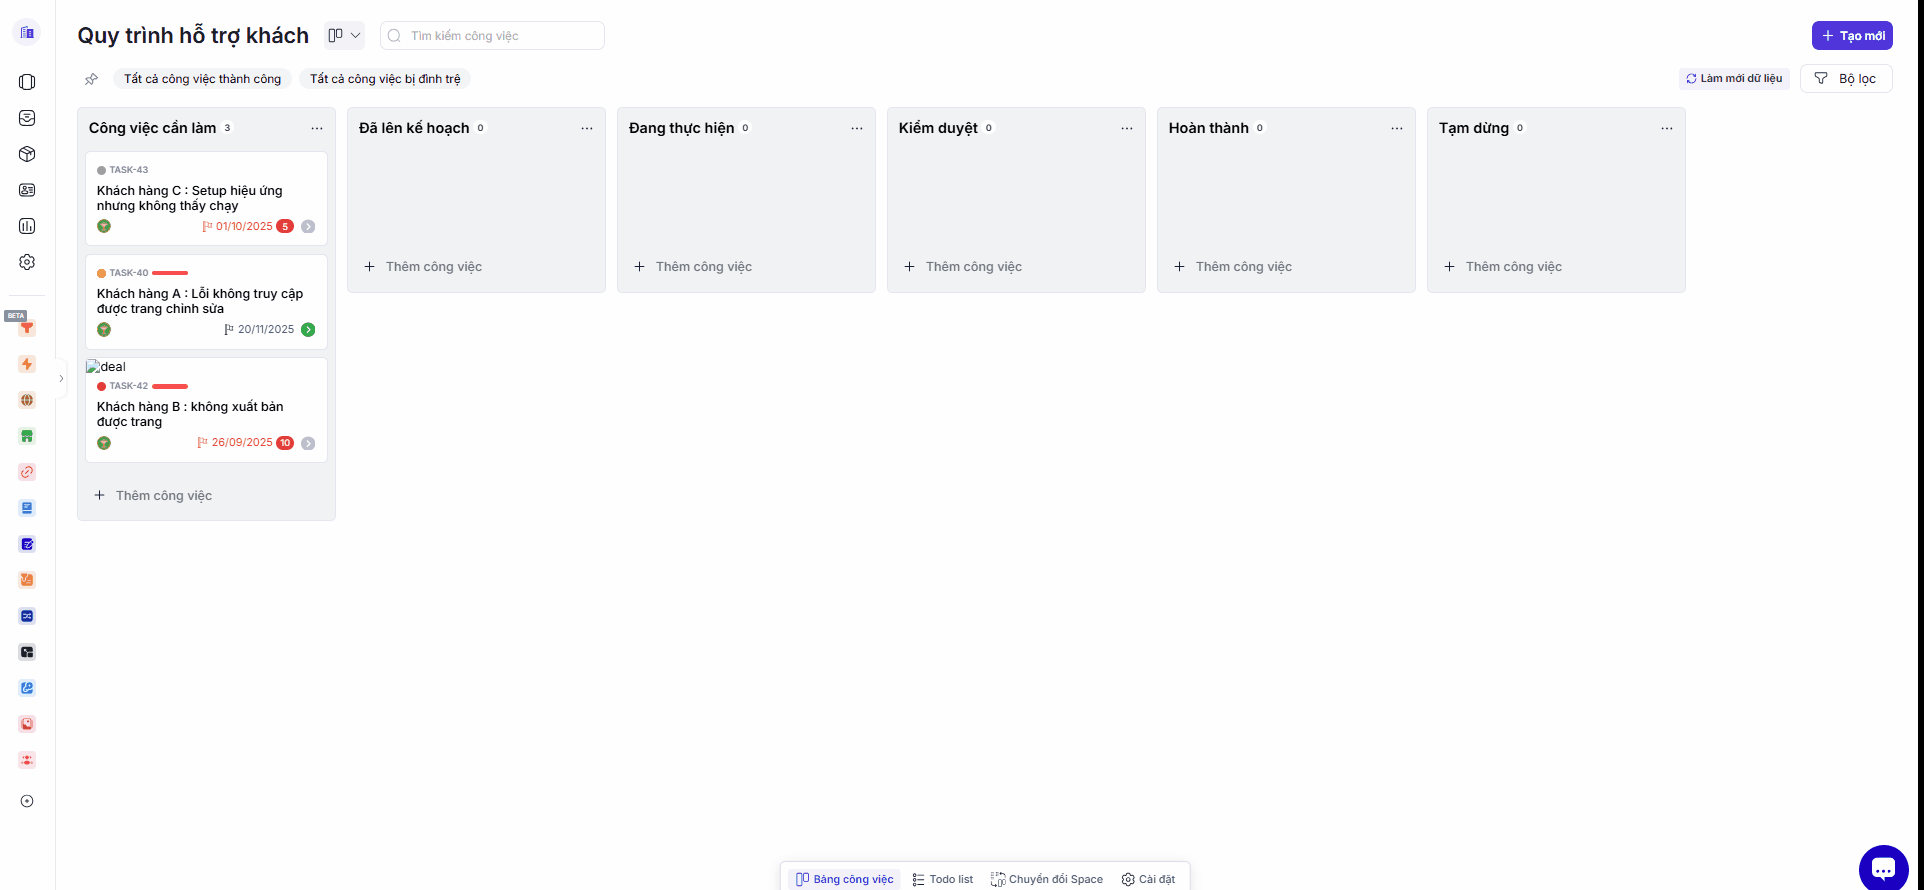 Quy trình hỗ trợ khách
Tìm kiếm công việc
Tạo mới
Tất cả công việc thành công
Tất cả công việc bị đình trệ
Làm mới dữ liệu
Bộ lọc
Công việc cần làm 3
TASK-43
Khách hàng C : Setup hiệu ứng
nhưng không thấy chạy
01/10/2025 5
TASK-40
Khách hàng A : Lỗi không truy cập
được trang chỉnh sửa
20/11/2025
deal
TASK-42
Khách hàng B : không xuất bản
được trang
26/09/2025 10
Thêm công việc
Đã lên kế hoạch 0
Thêm công việc
Đang thực hiện 0
Thêm công việc
Kiểm duyệt 0
Thêm công việc
Hoàn thành 0
Thêm công việc
Tạm dừng 0
Thêm công việc
BETA
Bảng công việc
Todo list
Chuyển đổi Space
Cài đặt